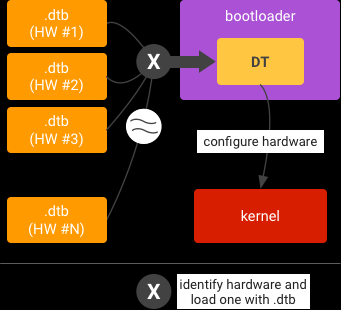 .dtb
(HW #1)
.dtb
(HW #2)
.dtb
(HW #3)
.dtb
(HW #N)
X
bootloader
DT
configure hardware
kernel
X
identify hardware and
load one with .dtb